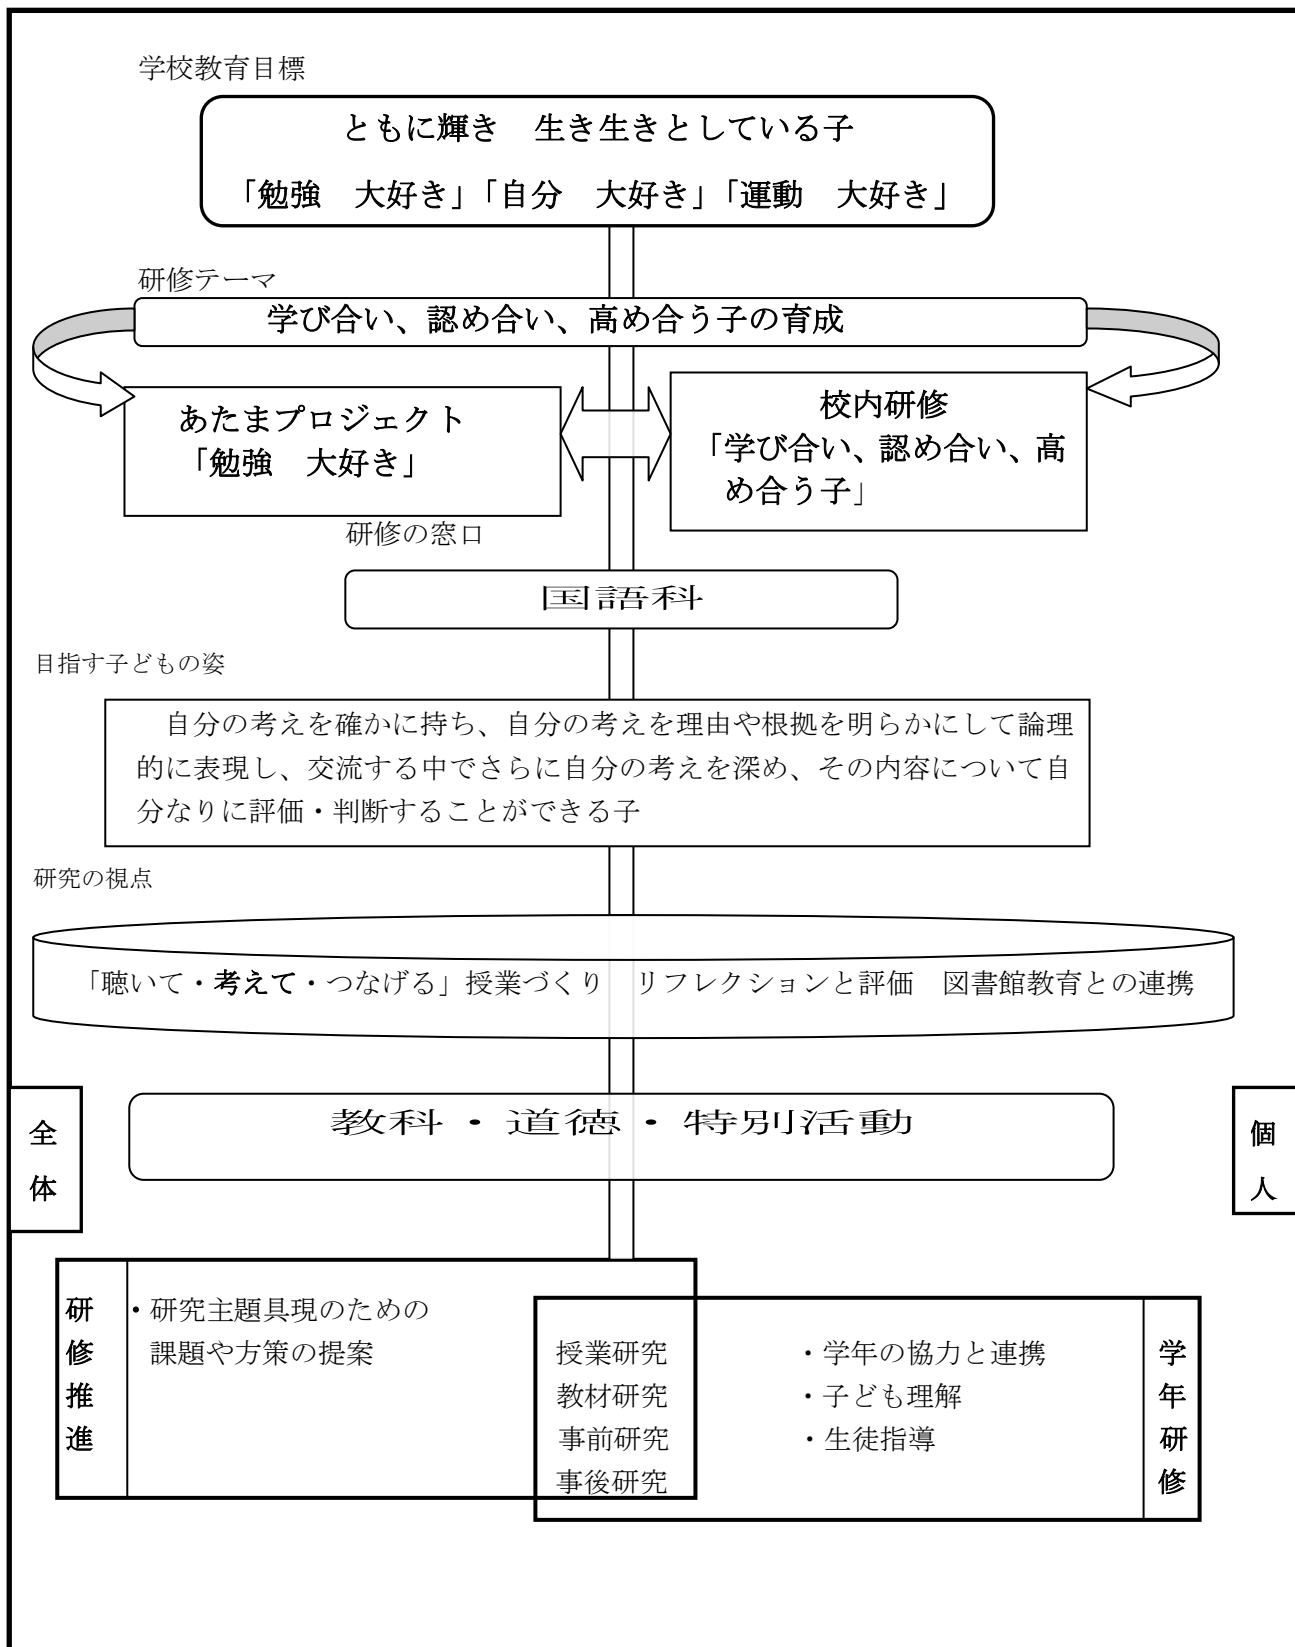 学校教育目標
ともに輝き　生き生きとしている子
「勉強　大好き」「自分　大好き」「運動　大好き」
研修テーマ
学び合い、認め合い、高め合う子の育成
あたまプロジェクト
「勉強　大好き」
校内研修
「学び合い、認め合い、高
め合う子」
研修の窓口
国語科
目指す子どもの姿
自分の考えを確かに持ち、自分の考えを理由や根拠を明らかにして論理
的に表現し、交流する中でさらに自分の考えを深め、その内容について自
分なりに評価・判断することができる子
研究の視点
「聴いて・考えて・つなげる」授業づくり　リフレクションと評価　図書館教育との連携
全体
教科・道徳・特別活動
個人
研修推進
・研究主題具現のための
課題や方策の提案
授業研究
教材研究
事前研究
事後研究
・学年の協力と連携
・子ども理解
・生徒指導
学年研修